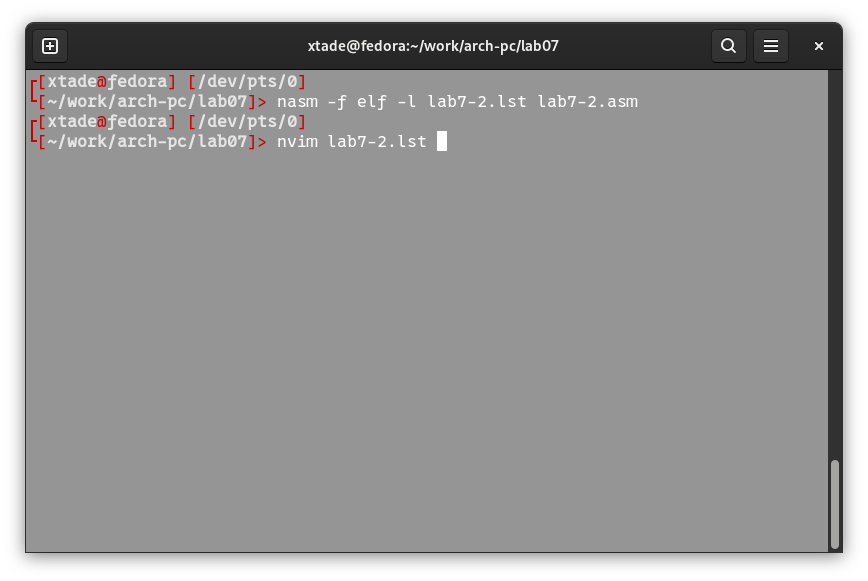 xtade@fedora:~/work/arch-pc/lab07
[xtade@fedora] [/dev/pts/0]
[~/work/arch-pc/lab07]> nasm -f elf -l lab7-2.lst lab7-2.asm
[xtade@fedora] [/dev/pts/0]
[~/work/arch-pc/lab07]> nvim lab7-2.lst